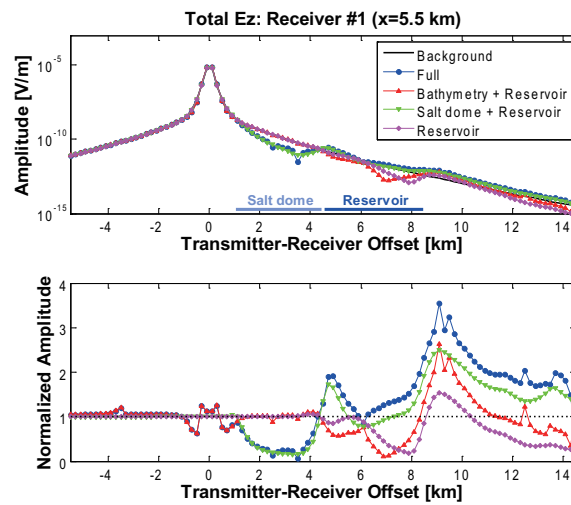 Total Ez: Receiver #1 (x=5.5 km)
Amplitude [V/m]
10-5
10-10
10-15
Background
Full
Bathymetry + Reservoir
Salt dome + Reservoir
Reservoir
Salt dome
Reservoir
-4 -2 0 2 4 6 8 10 12 14
Transmitter-Receiver Offset [km]
Normalized Amplitude
4
3
2
1
0
-4 -2 0 2 4 6 8 10 12 14
Transmitter-Receiver Offset [km]